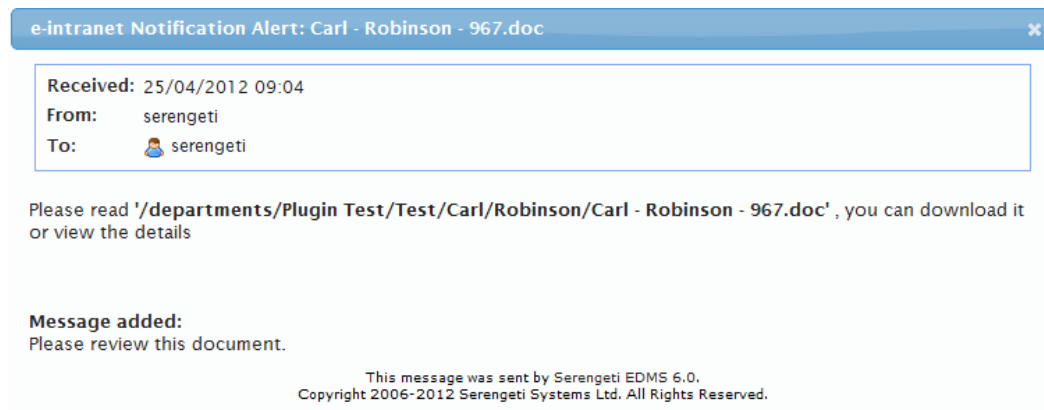 e-intranet Notification Alert: Carl - Robinson - 967.doc
Received: 25/04/2012 09:04
From: serengeti
To: serengeti
Please read '/departments/Plugin Test/Test/Carl/Robinson/Carl - Robinson - 967.doc' , you can download it
or view the details
Message added:
Please review this document.
This message was sent by Serengeti EDMS 6.0.
Copyright 2006-2012 Serengeti Systems Ltd. All Rights Reserved.